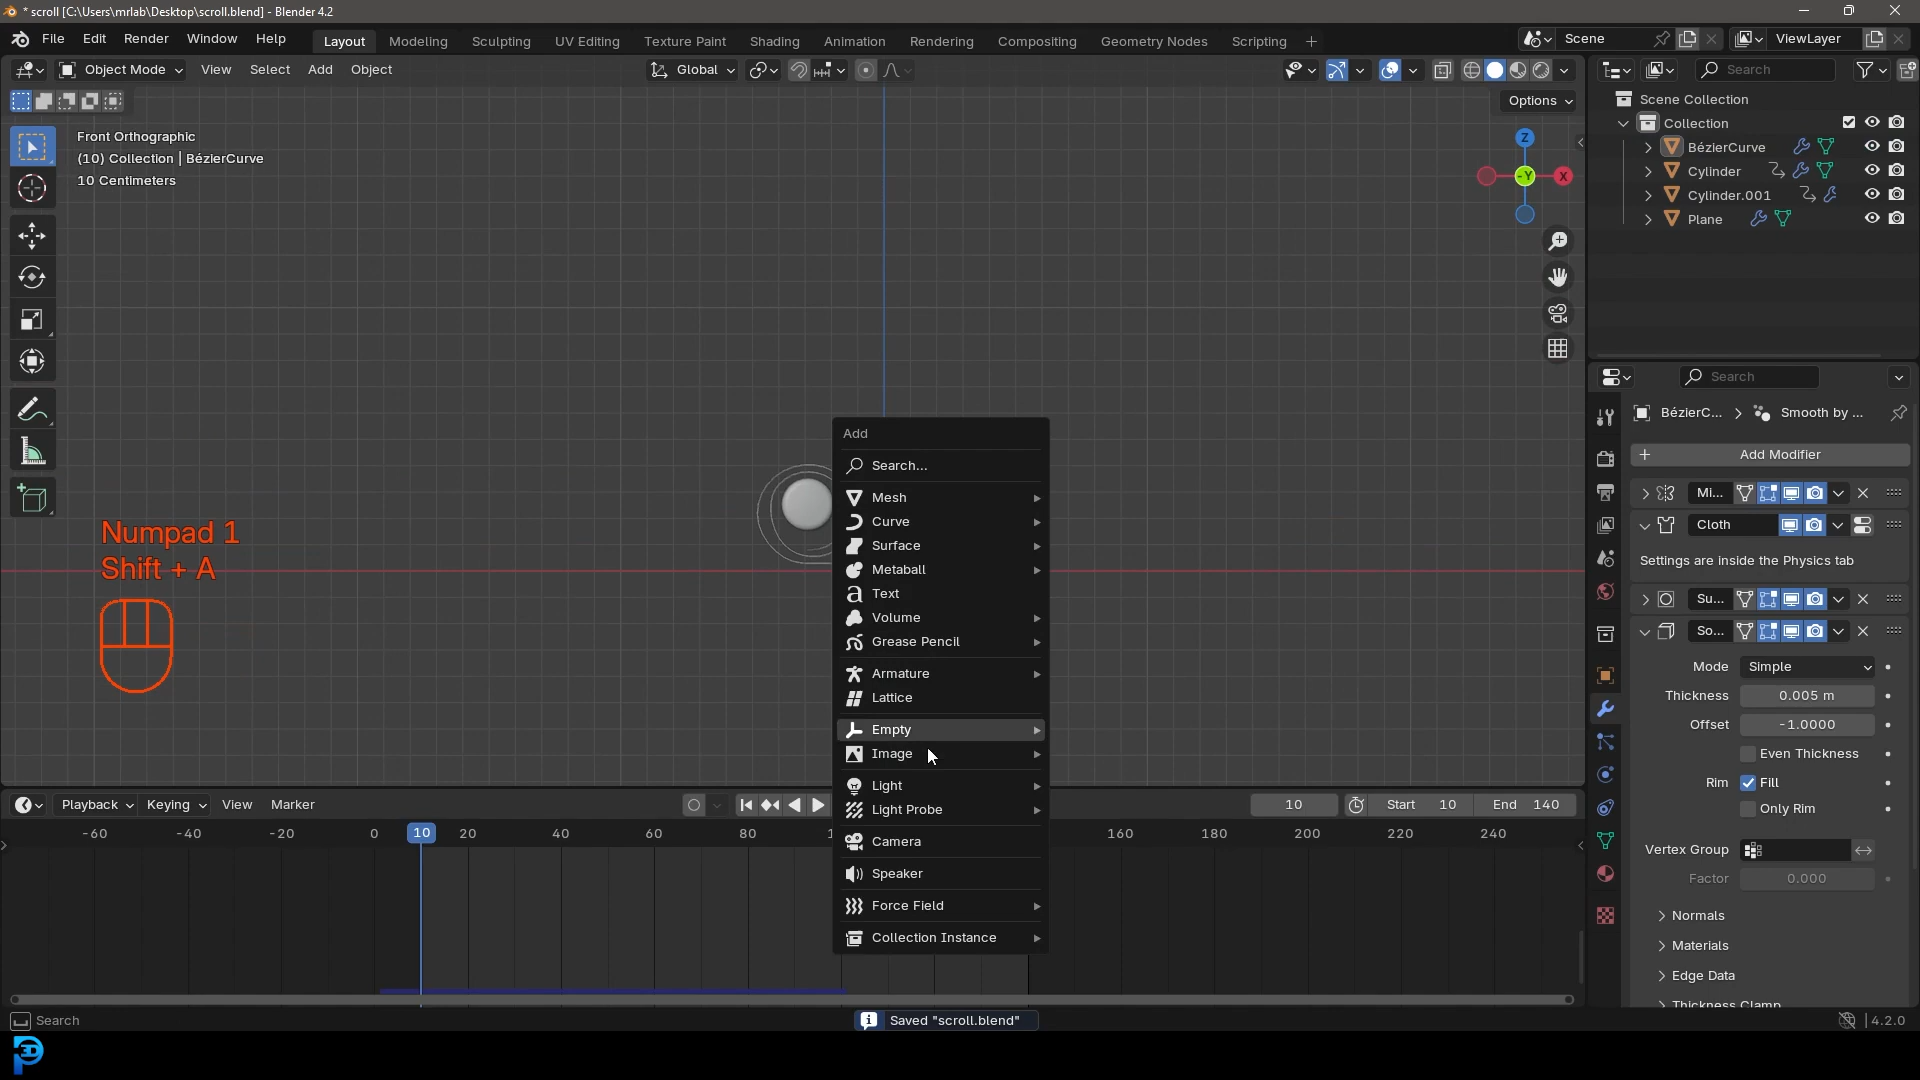 * scroll [C:\Users\mrlab\Desktop\scroll.blend] - Blender 4.2
File Edit Render Window Help Layout Modeling Sculpting UV Editing Texture Paint Shading Animation Rendering Compositing Geometry Nodes Scripting + Scene ViewLayer
Object Mode View Select Add Object Global Search
Options
Front Orthographic
(10) Collection | BézierCurve
10 Centimeters
Z
-Y
X
Scene Collection
Collection
BézierCurve
Cylinder
Cylinder.001
Plane
Numpad 1
Shift + A
Add
Search...
Mesh
Curve
Surface
Metaball
Text
Volume
Grease Pencil
Armature
Lattice
Empty
Image
Light
Light Probe
Camera
Speaker
Force Field
Collection Instance
Search
BézierC... Smooth by ...
Add Modifier
Mi...
Cloth
Settings are inside the Physics tab
Su...
So...
Mode Simple
Thickness 0.005 m
Offset -1.0000
Even Thickness
Rim Fill
Only Rim
Vertex Group
Factor 0.000
Normals
Materials
Edge Data
Thickness Clamp
Playback Keying View Marker 10 Start 10 End 140
-60 -40 -20 0 10 20 40 60 80 160 180 200 220 240
Search Saved "scroll.blend" 4.2.0